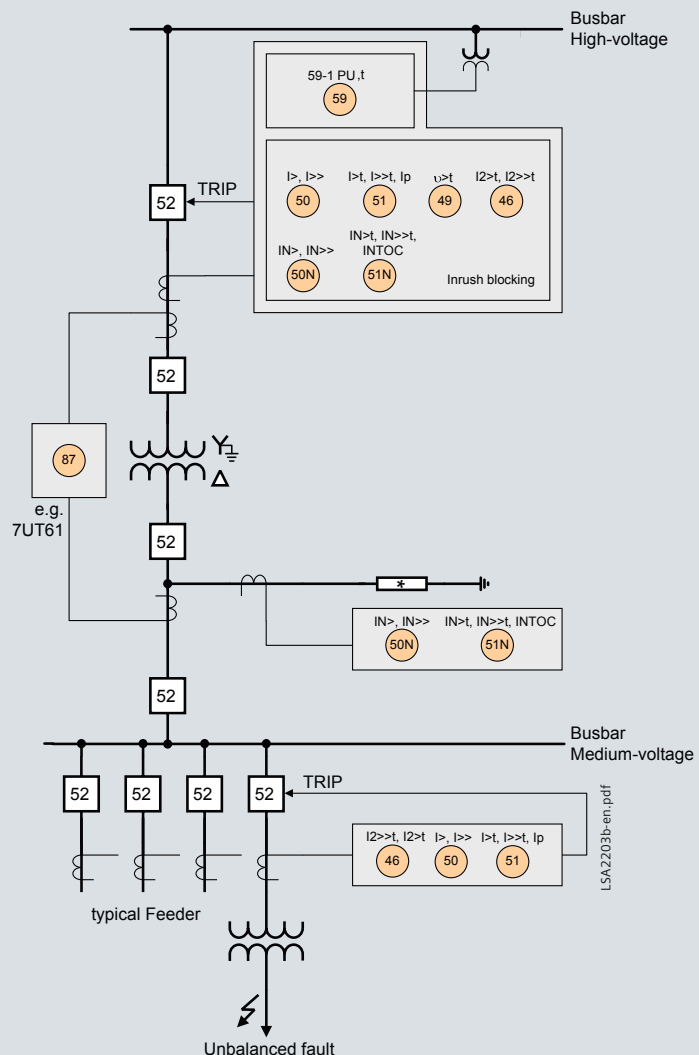 Busbar
High-voltage
59-1 PU,t
59
I>, I>>
I>t, I>>t, Ip
υ>t
I2>t, I2>>t
50
51
49
46
52
TRIP
IN>, IN>>
IN>t, IN>>t,
INTOC
50N
51N
Inrush blocking
52
87
e.g.
7UT61
52
*
IN>, IN>>
IN>t, IN>>t, INTOC
50N
51N
52
Busbar
Medium-voltage
52
52
52
52
TRIP
I2>>t, I2>t
I>, I>>
I>t, I>>t, Ip
46
50
51
LSA2203b-en.pdf
typical Feeder
Unbalanced fault